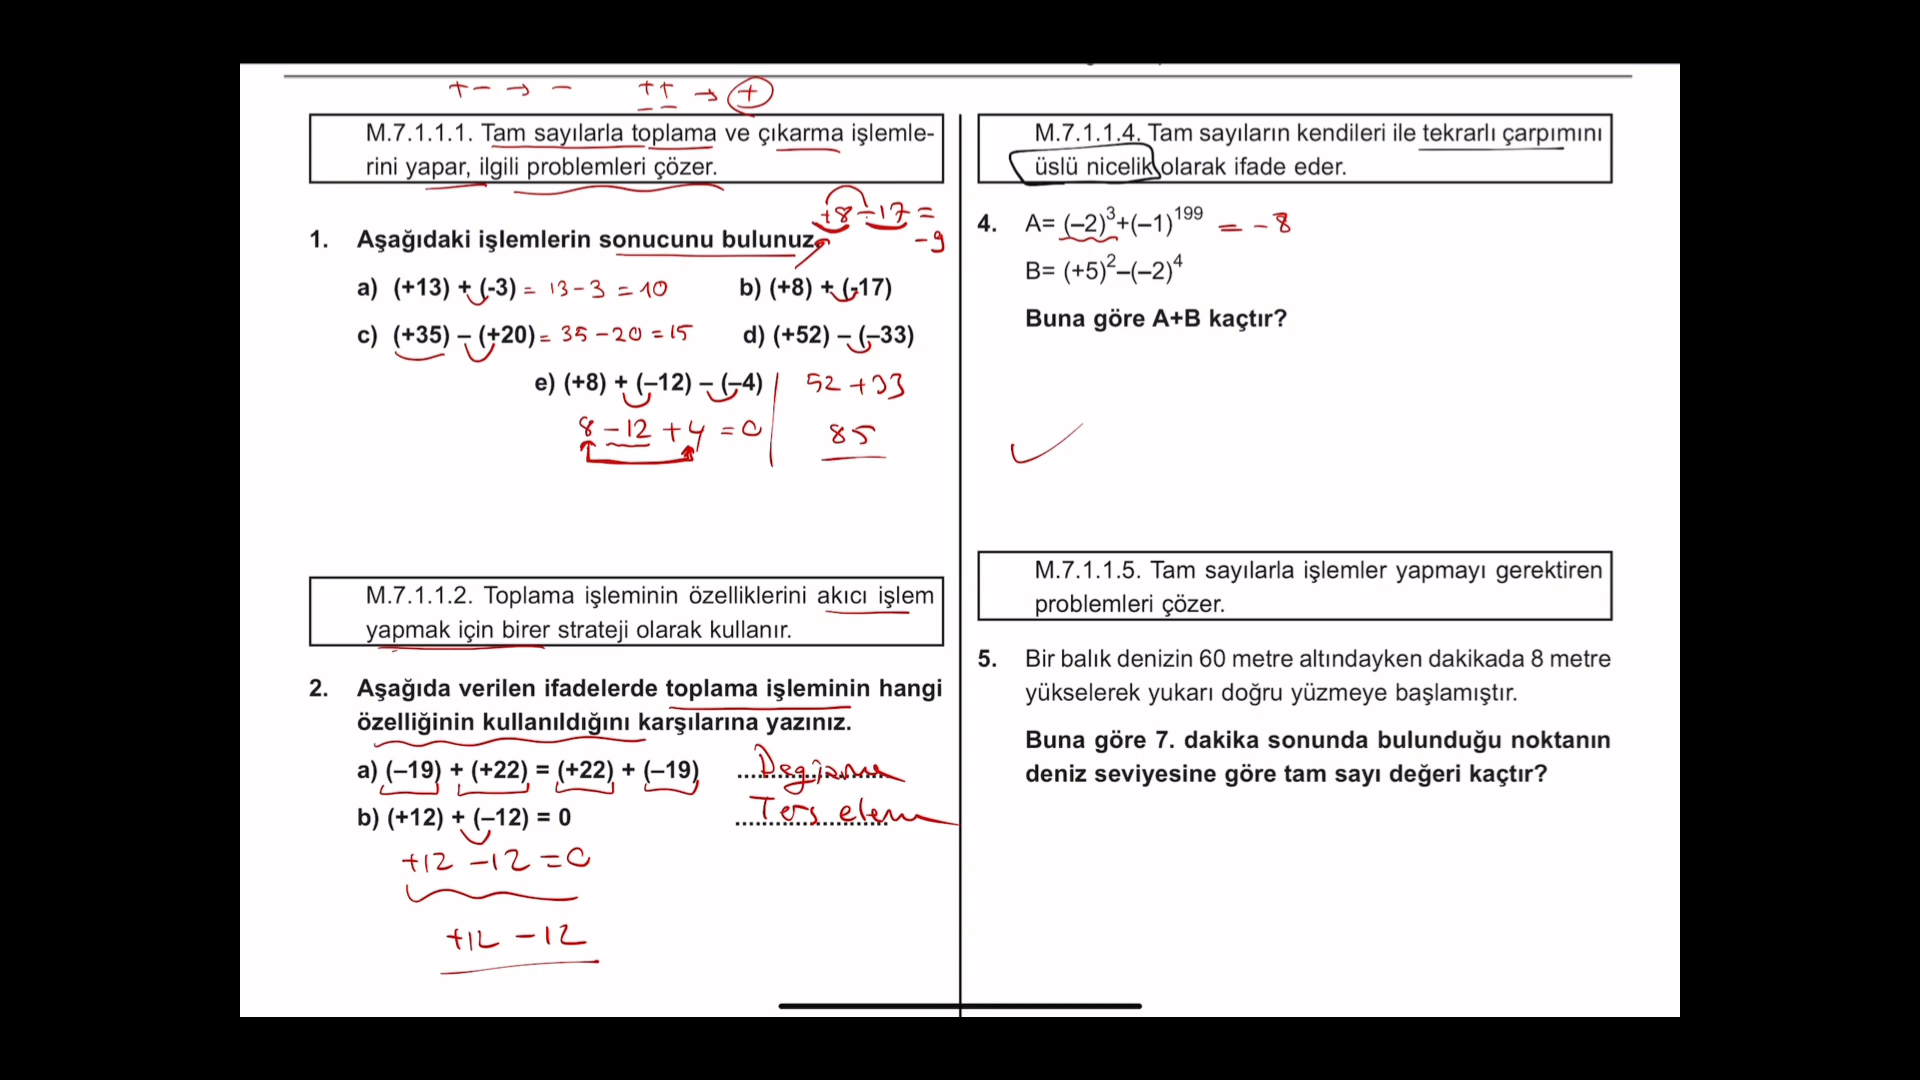 + - → -   + + → +
- -
M.7.1.1.1. Tam sayılarla toplama ve çıkarma işlemle-
rini yapar, ilgili problemleri çözer.
+8 -17 =
-9
1. Aşağıdaki işlemlerin sonucunu bulunuz.
a) (+13) + (-3) = 13 - 3 = 10   b) (+8) + (-17)
c) (+35) – (+20) = 35 - 20 = 15   d) (+52) – (–33)
e) (+8) + (–12) – (–4)   52 + 33
8 - 12 + 4 = 0   85
M.7.1.1.2. Toplama işleminin özelliklerini akıcı işlem
yapmak için birer strateji olarak kullanır.
2. Aşağıda verilen ifadelerde toplama işleminin hangi
özelliğinin kullanıldığını karşılarına yazınız.
a) (–19) + (+22) = (+22) + (–19) .................... Değişme
b) (+12) + (–12) = 0 .................... Ters elem
+12 -12 = 0
+12 -12
M.7.1.1.4. Tam sayıların kendileri ile tekrarlı çarpımını
üslü nicelik olarak ifade eder.
4. A= (–2)³+(–1)¹⁹⁹ = -8
B= (+5)²–(–2)⁴
Buna göre A+B kaçtır?
M.7.1.1.5. Tam sayılarla işlemler yapmayı gerektiren
problemleri çözer.
5. Bir balık denizin 60 metre altındayken dakikada 8 metre
yükselerek yukarı doğru yüzmeye başlamıştır.
Buna göre 7. dakika sonunda bulunduğu noktanın
deniz seviyesine göre tam sayı değeri kaçtır?